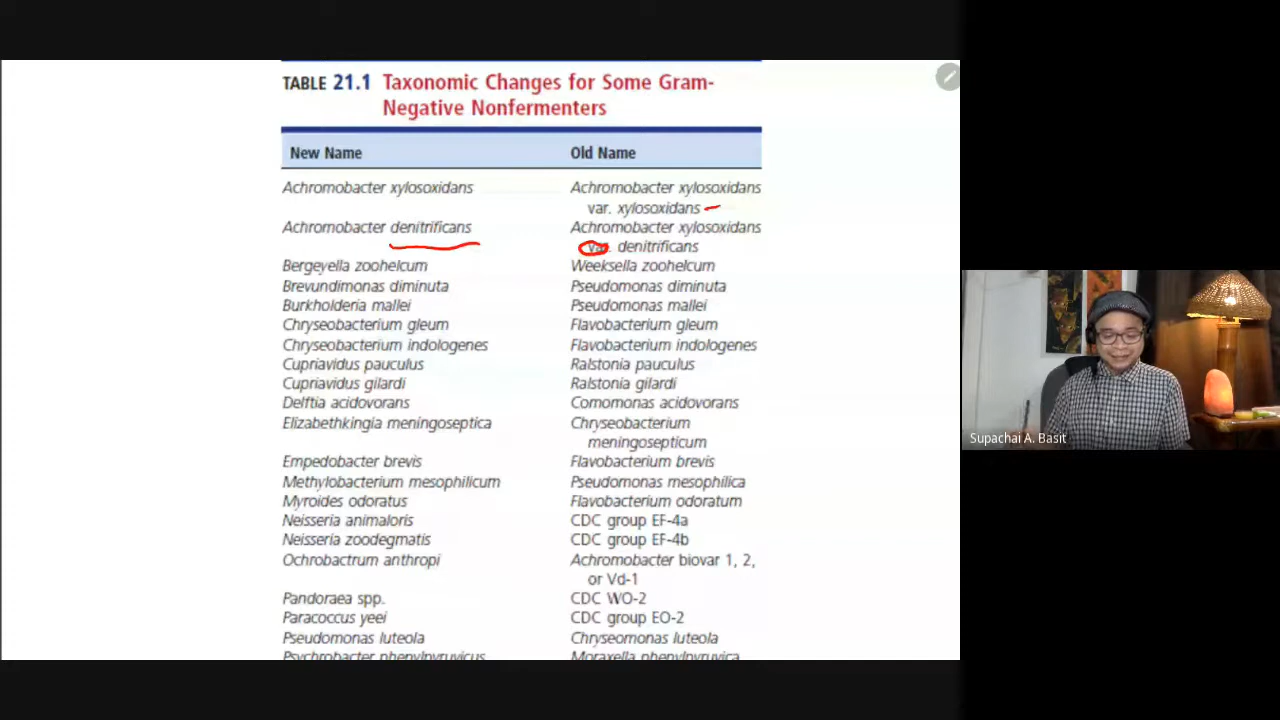 TABLE 21.1 Taxonomic Changes for Some Gram-
Negative Nonfermenters
New Name Old Name
Achromobacter xylosoxidans Achromobacter xylosoxidans
var. xylosoxidans
Achromobacter denitrificans Achromobacter xylosoxidans
var. denitrificans
Bergeyella zoohelcum Weeksella zoohelcum
Brevundimonas diminuta Pseudomonas diminuta
Burkholderia mallei Pseudomonas mallei
Chryseobacterium gleum Flavobacterium gleum
Chryseobacterium indologenes Flavobacterium indologenes
Cupriavidus pauculus Ralstonia pauculus
Cupriavidus gilardi Ralstonia gilardi
Delftia acidovorans Comomonas acidovorans
Elizabethkingia meningoseptica Chryseobacterium
meningosepticum
Empedobacter brevis Flavobacterium brevis
Methylobacterium mesophilicum Pseudomonas mesophilica
Myroides odoratus Flavobacterium odoratum
Neisseria animaloris CDC group EF-4a
Neisseria zoodegmatis CDC group EF-4b
Ochrobactrum anthropi Achromobacter biovar 1, 2,
or Vd-1
Pandoraea spp. CDC WO-2
Paracoccus yeei CDC group EO-2
Pseudomonas luteola Chryseomonas luteola
Psychrobacter phenylpyruvicus Moraxella phenylpyruvica
Supachai A. Basit